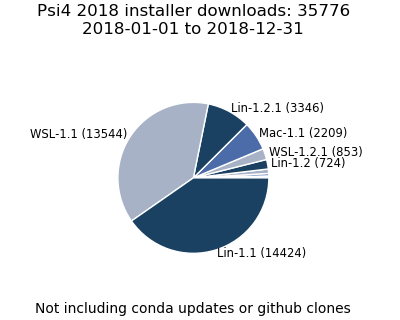 Psi4 2018 installer downloads: 35776
2018-01-01 to 2018-12-31
Lin-1.2.1 (3346)
WSL-1.1 (13544)
Mac-1.1 (2209)
WSL-1.2.1 (853)
Lin-1.2 (724)
Lin-1.1 (14424)
Not including conda updates or github clones